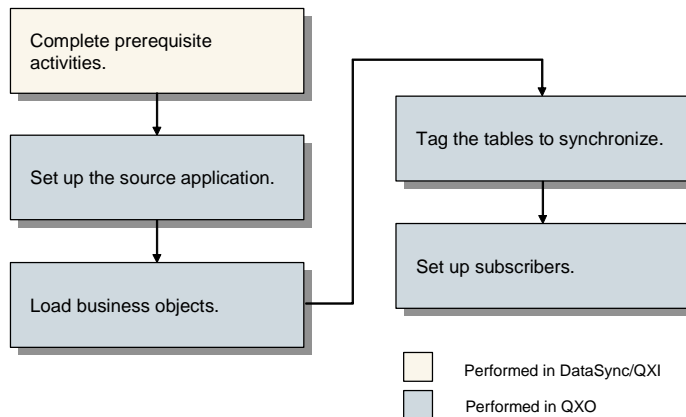 Complete prerequisite
activities.
Set up the source application.
Load business objects.
Tag the tables to synchronize.
Set up subscribers.
Performed in DataSync/QXI
Performed in QXO